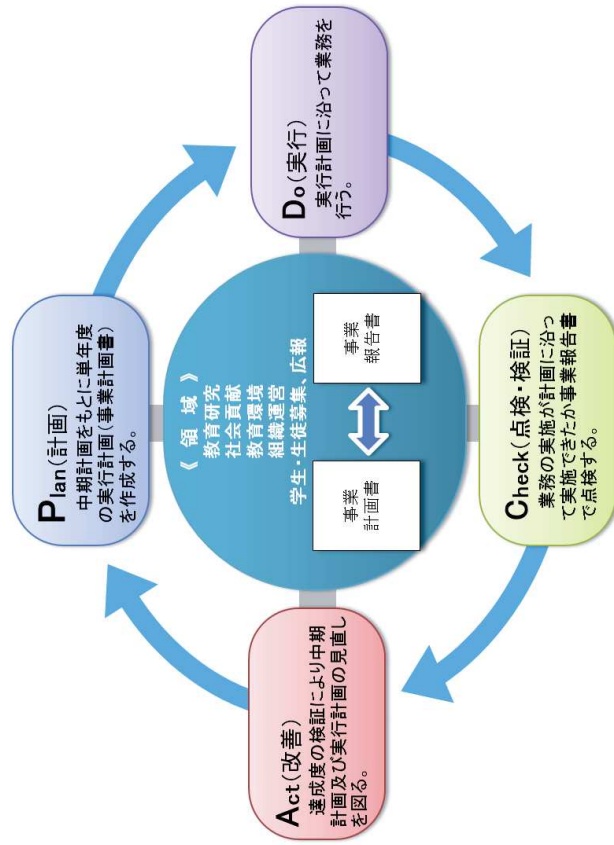 Plan(計画)
中期計画をもとに単年度
の実行計画(事業計画書)
を作成する。
Do(実行)
実行計画に沿って業務を
行う。
Check(点検・検証)
業務の実施が計画に沿っ
て実施できたか事業報告書
で点検する。
Act(改善)
達成度の検証により中期
計画及び実行計画の見直し
を図る。
《 領 域 》
教育研究
社会貢献
教育環境
組織運営
学生・生徒募集、広報
事業
計画書
事業
報告書